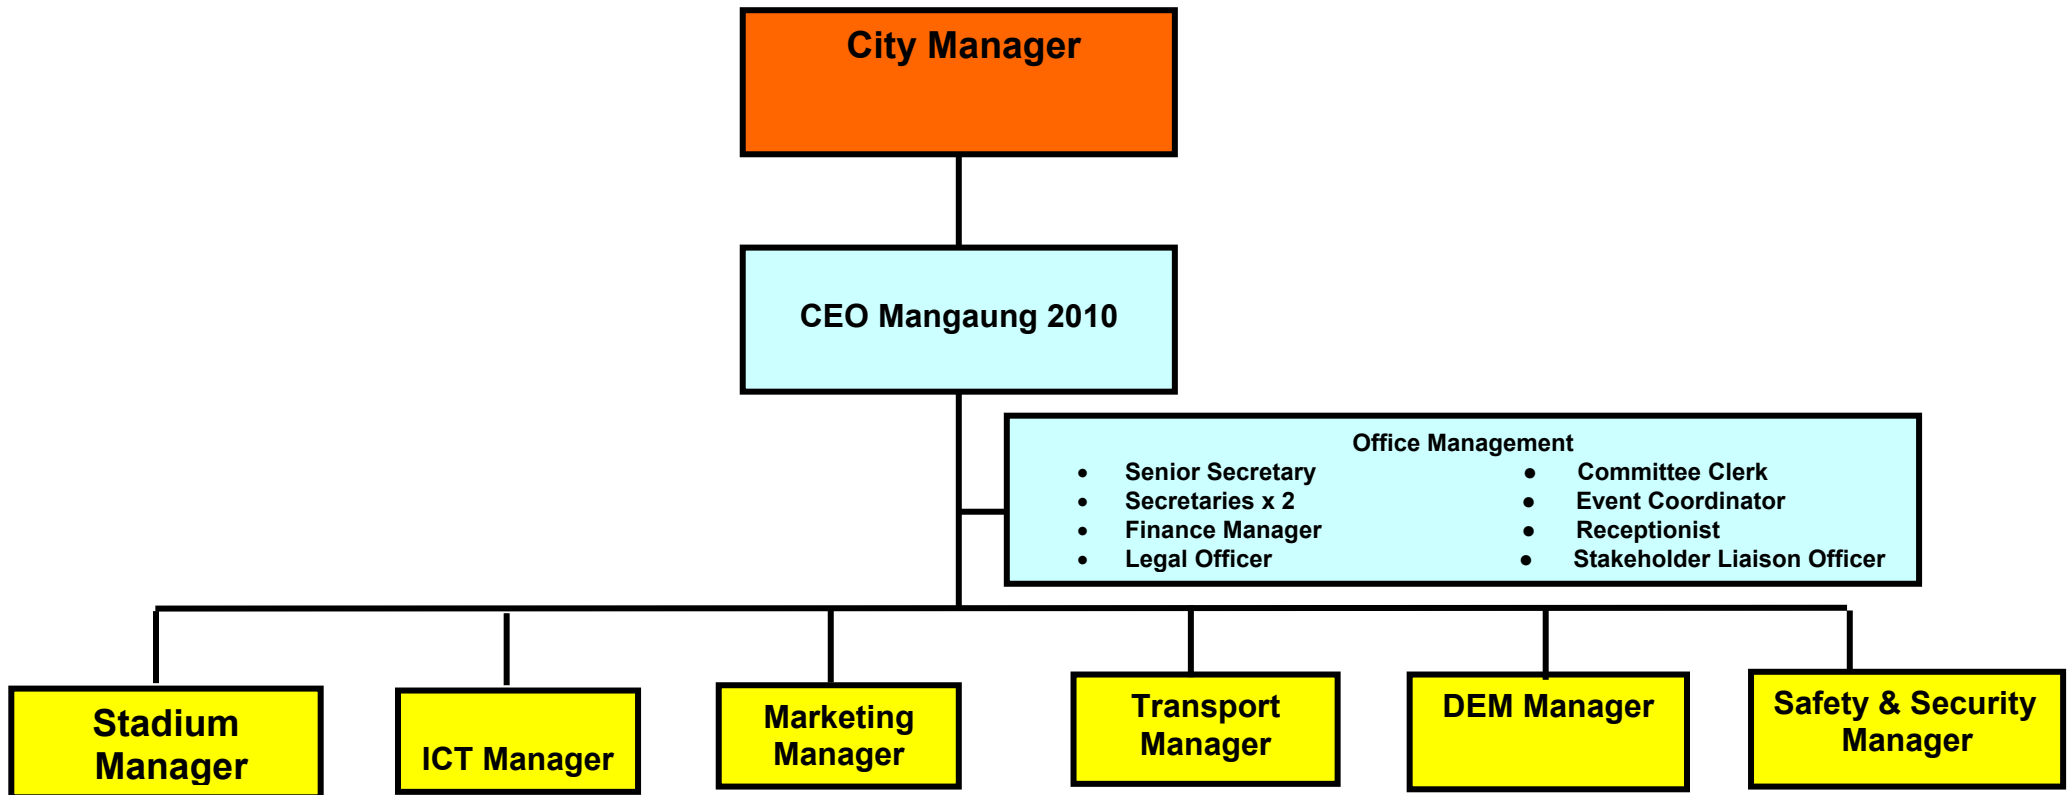 City Manager
CEO Mangaung 2010
Office Management
• Senior Secretary ● Committee Clerk
• Secretaries x 2 ● Event Coordinator
• Finance Manager ● Receptionist
• Legal Officer ● Stakeholder Liaison Officer
Stadium
Manager
ICT Manager
Marketing
Manager
Transport
Manager
DEM Manager
Safety & Security
Manager